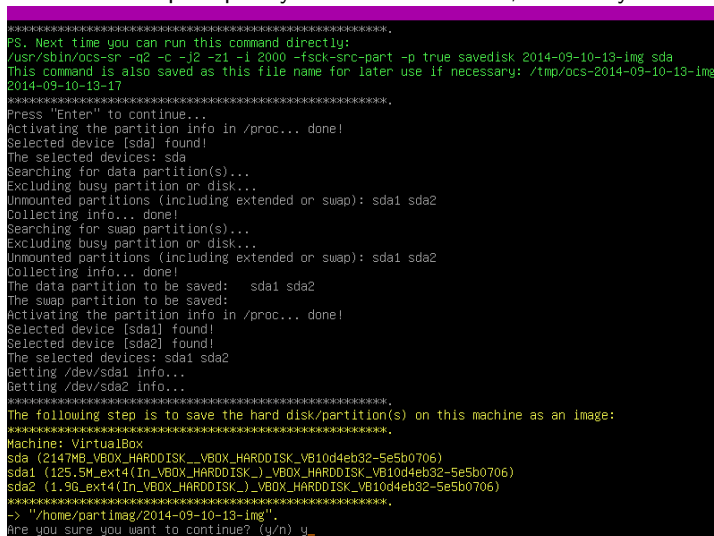 ************************************************************.
PS. Next time you can run this command directly:
/usr/sbin/ocs-sr -q2 -c -j2 -z1 -i 2000 -fsck-src-part -p true savedisk 2014-09-10-13-img sda
This command is also saved as this file name for later use if necessary: /tmp/ocs-2014-09-10-13-img
2014-09-10-13-17
************************************************************.
Press "Enter" to continue...
Activating the partition info in /proc... done!
Selected device [sda] found!
The selected devices: sda
Searching for data partition(s)...
Excluding busy partition or disk...
Unmounted partitions (including extended or swap): sda1 sda2
Collecting info... done!
Searching for swap partition(s)...
Excluding busy partition or disk...
Unmounted partitions (including extended or swap): sda1 sda2
Collecting info... done!
The data partition to be saved:   sda1 sda2
The swap partition to be saved:
Activating the partition info in /proc... done!
Selected device [sda1] found!
Selected device [sda2] found!
The selected devices: sda1 sda2
Getting /dev/sda1 info...
Getting /dev/sda2 info...
************************************************************.
The following step is to save the hard disk/partition(s) on this machine as an image:
************************************************************.
Machine: VirtualBox
sda (2147MB_VBOX_HARDDISK__VBOX_HARDDISK_VB10d4eb32-5e5b0706)
sda1 (125.5M_ext4(In_VBOX_HARDDISK_)_VBOX_HARDDISK_VB10d4eb32-5e5b0706)
sda2 (1.9G_ext4(In_VBOX_HARDDISK_)_VBOX_HARDDISK_VB10d4eb32-5e5b0706)
************************************************************.
-> "/home/partimag/2014-09-10-13-img".
Are you sure you want to continue? (y/n) y_